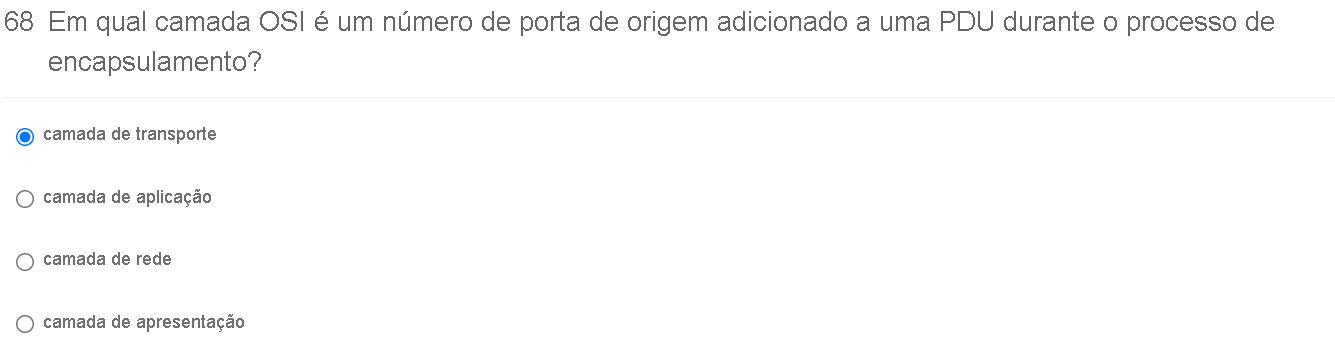 68 Em qual camada OSI é um número de porta de origem adicionado a uma PDU durante o processo de
encapsulamento?
camada de transporte
camada de aplicação
camada de rede
camada de apresentação